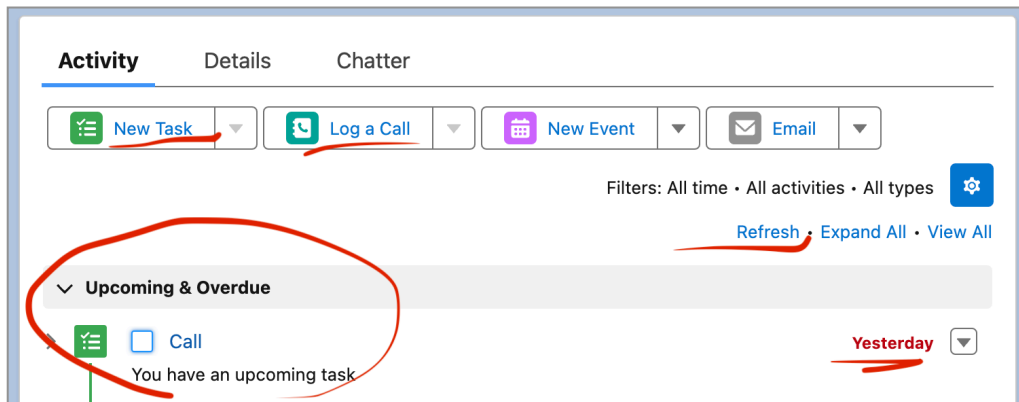 Activity Details Chatter
New Task Log a Call New Event Email
Filters: All time • All activities • All types
Refresh • Expand All • View All
Upcoming & Overdue
Call Yesterday
You have an upcoming task